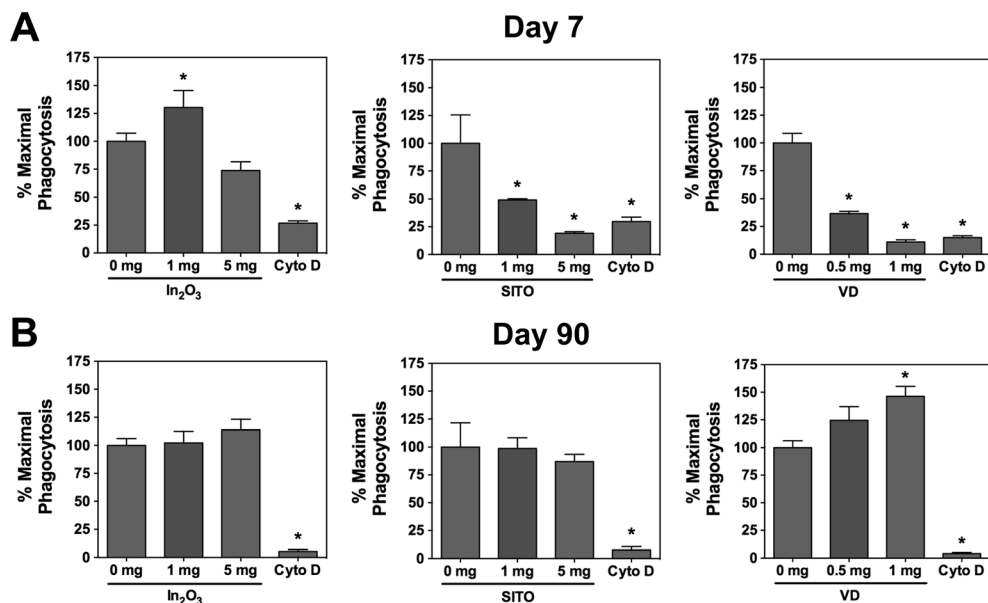 A
Day 7
% Maximal
Phagocytosis
175
150
125
100
75
50
25
0
*
*
0 mg
1 mg
5 mg
Cyto D
In₂O₃
% Maximal
Phagocytosis
175
150
125
100
75
50
25
0
*
*
*
0 mg
1 mg
5 mg
Cyto D
SITO
% Maximal
Phagocytosis
175
150
125
100
75
50
25
0
*
*
*
0 mg
0.5 mg
1 mg
Cyto D
VD
B
Day 90
% Maximal
Phagocytosis
175
150
125
100
75
50
25
0
*
0 mg
1 mg
5 mg
Cyto D
In₂O₃
% Maximal
Phagocytosis
175
150
125
100
75
50
25
0
*
0 mg
1 mg
5 mg
Cyto D
SITO
% Maximal
Phagocytosis
175
150
125
100
75
50
25
0
*
*
0 mg
0.5 mg
1 mg
Cyto D
VD